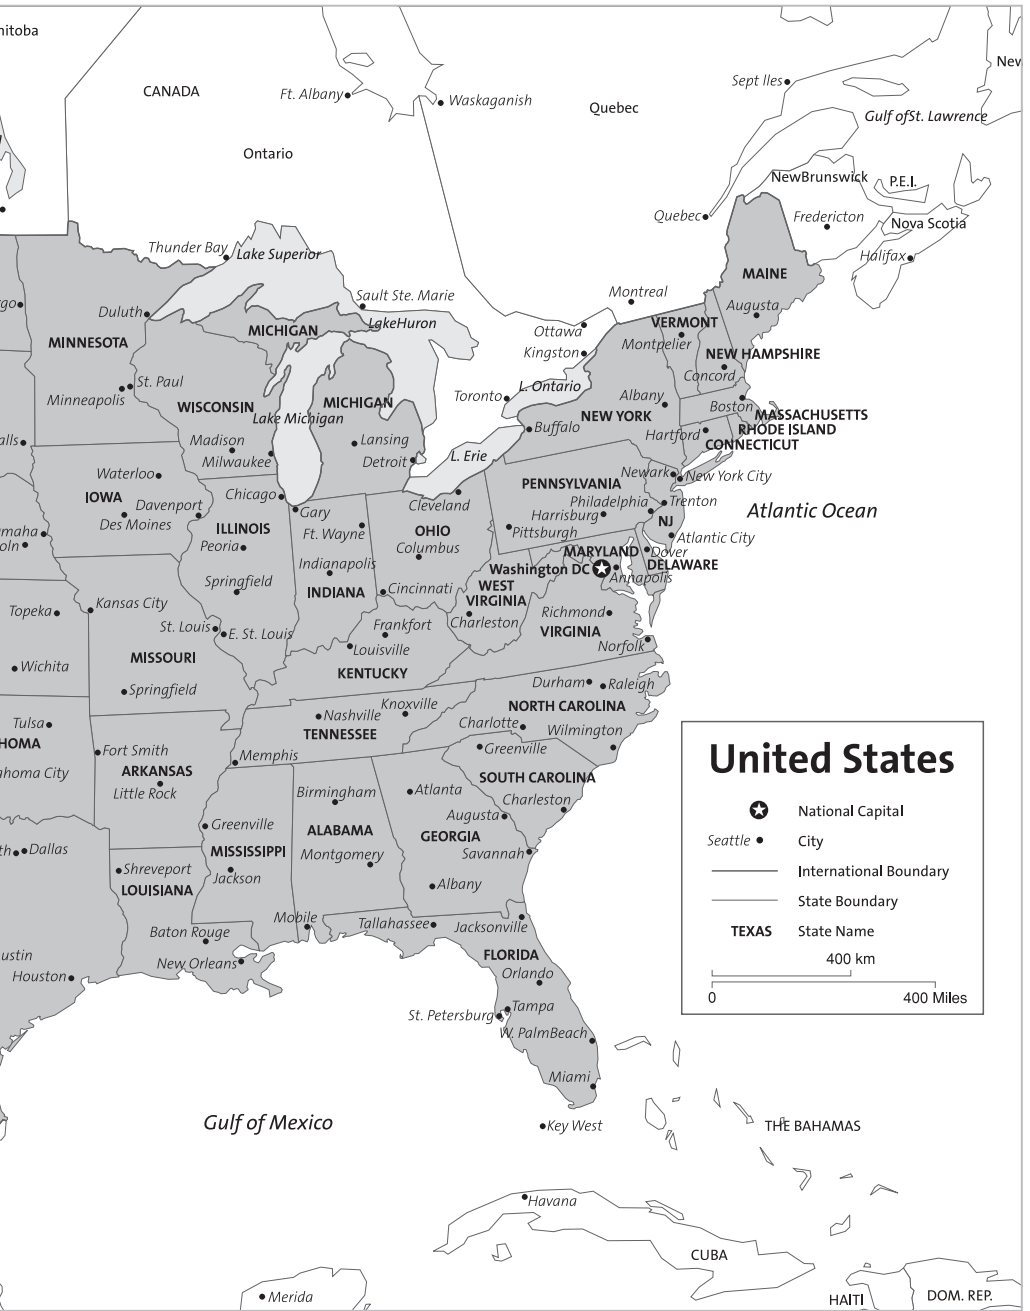 nitoba
CANADA
Ft. Albany
Waskaganish
Quebec
Sept Iles
New
Gulf ofSt. Lawrence
Ontario
NewBrunswick
P.E.I.
Quebec
Fredericton
Nova Scotia
Halifax
Thunder Bay
Lake Superior
MAINE
Augusta
Sault Ste. Marie
Montreal
rgo
Duluth
MICHIGAN
LakeHuron
Ottawa
VERMONT
Montpelier
MINNESOTA
Kingston
NEW HAMPSHIRE
Concord
St. Paul
Minneapolis
Toronto
L. Ontario
Albany
WISCONSIN
Lake Michigan
MICHIGAN
NEW YORK
Boston
MASSACHUSETTS
RHODE ISLAND
CONNECTICUT
Buffalo
Hartford
alls
Madison
Milwaukee
Lansing
Detroit
L. Erie
Waterloo
Newark
New York City
IOWA
Davenport
Des Moines
Chicago
Gary
Cleveland
PENNSYLVANIA
Philadelphia
Trenton
Harrisburg
Atlantic Ocean
maha
oln
ILLINOIS
Peoria
Ft. Wayne
OHIO
Columbus
Pittsburgh
NJ
Atlantic City
MARYLAND
Dover
DELAWARE
Washington DC
Annapolis
Indianapolis
Springfield
INDIANA
Cincinnati
WEST
VIRGINIA
Charleston
Topeka
Kansas City
St. Louis
E. St. Louis
Frankfort
Louisville
Richmond
VIRGINIA
Norfolk
MISSOURI
Wichita
KENTUCKY
Springfield
Durham
Raleigh
Knoxville
NORTH CAROLINA
Tulsa
Nashville
TENNESSEE
Charlotte
Wilmington
HOMA
Fort Smith
Memphis
Greenville
ahoma City
ARKANSAS
Little Rock
SOUTH CAROLINA
Birmingham
Atlanta
Charleston
Augusta
Greenville
ALABAMA
GEORGIA
th
Dallas
MISSISSIPPI
Montgomery
Savannah
Shreveport
Jackson
LOUISIANA
Albany
Mobile
Tallahassee
Jacksonville
Baton Rouge
ustin
New Orleans
FLORIDA
Orlando
Houston
Tampa
St. Petersburg
W. PalmBeach
Miami
Gulf of Mexico
Key West
THE BAHAMAS
Havana
CUBA
Merida
HAITI
DOM. REP.
United States
National Capital
Seattle
City
International Boundary
State Boundary
TEXAS
State Name
400 km
0
400 Miles